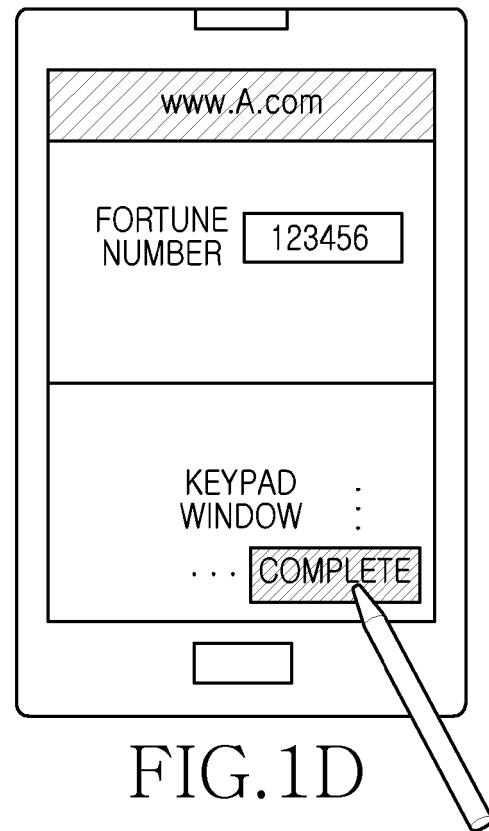 www.A.com
FORTUNE
NUMBER
123456
KEYPAD
WINDOW
... COMPLETE
FIG.1D